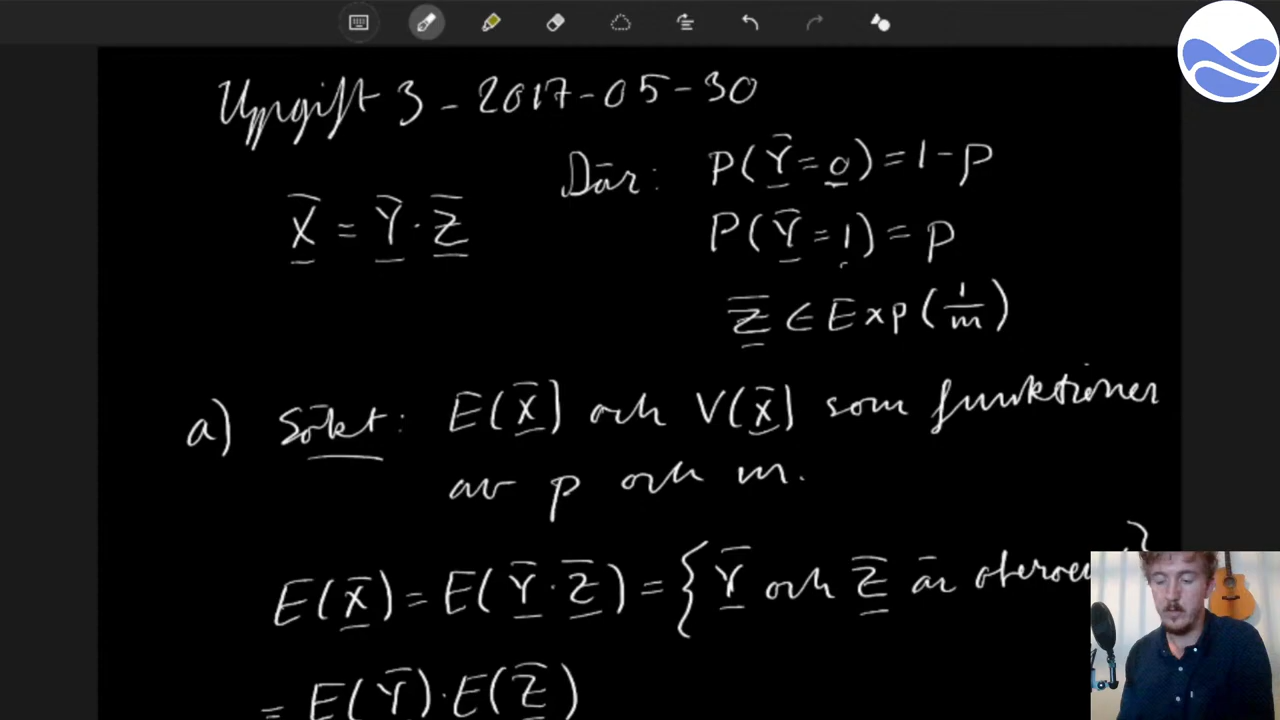 Uppgift 3 - 2017-05-30
Där: P(Y=0)=1-p
X = Y·Z
P(Y=1)=p
Z ∈ Exp(1/m)
a) Sökt: E(X) och V(X) som funktioner
av p och m.
E(X)=E(Y·Z)={Y och Z är
=E(Y)·E(Z)